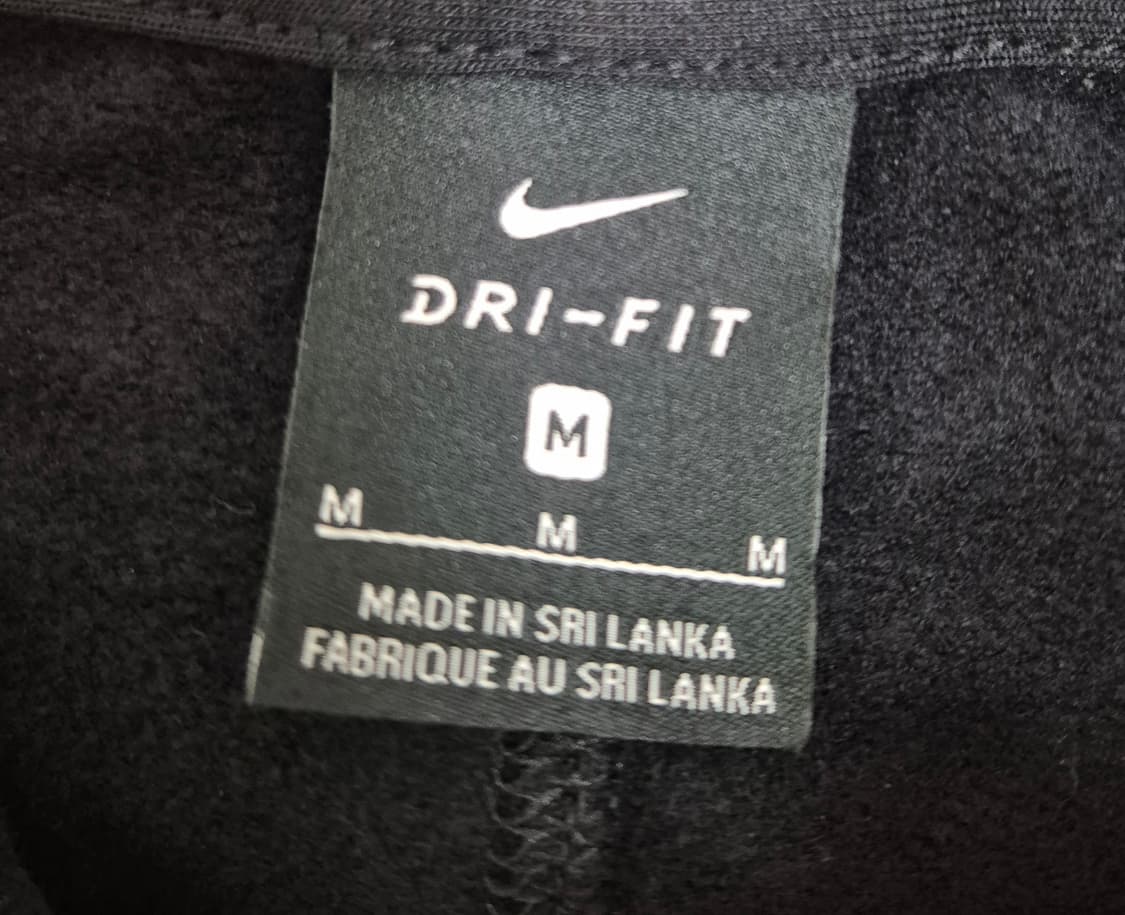 DRI-FIT
M
M M M
MADE IN SRI LANKA
FABRIQUE AU SRI LANKA